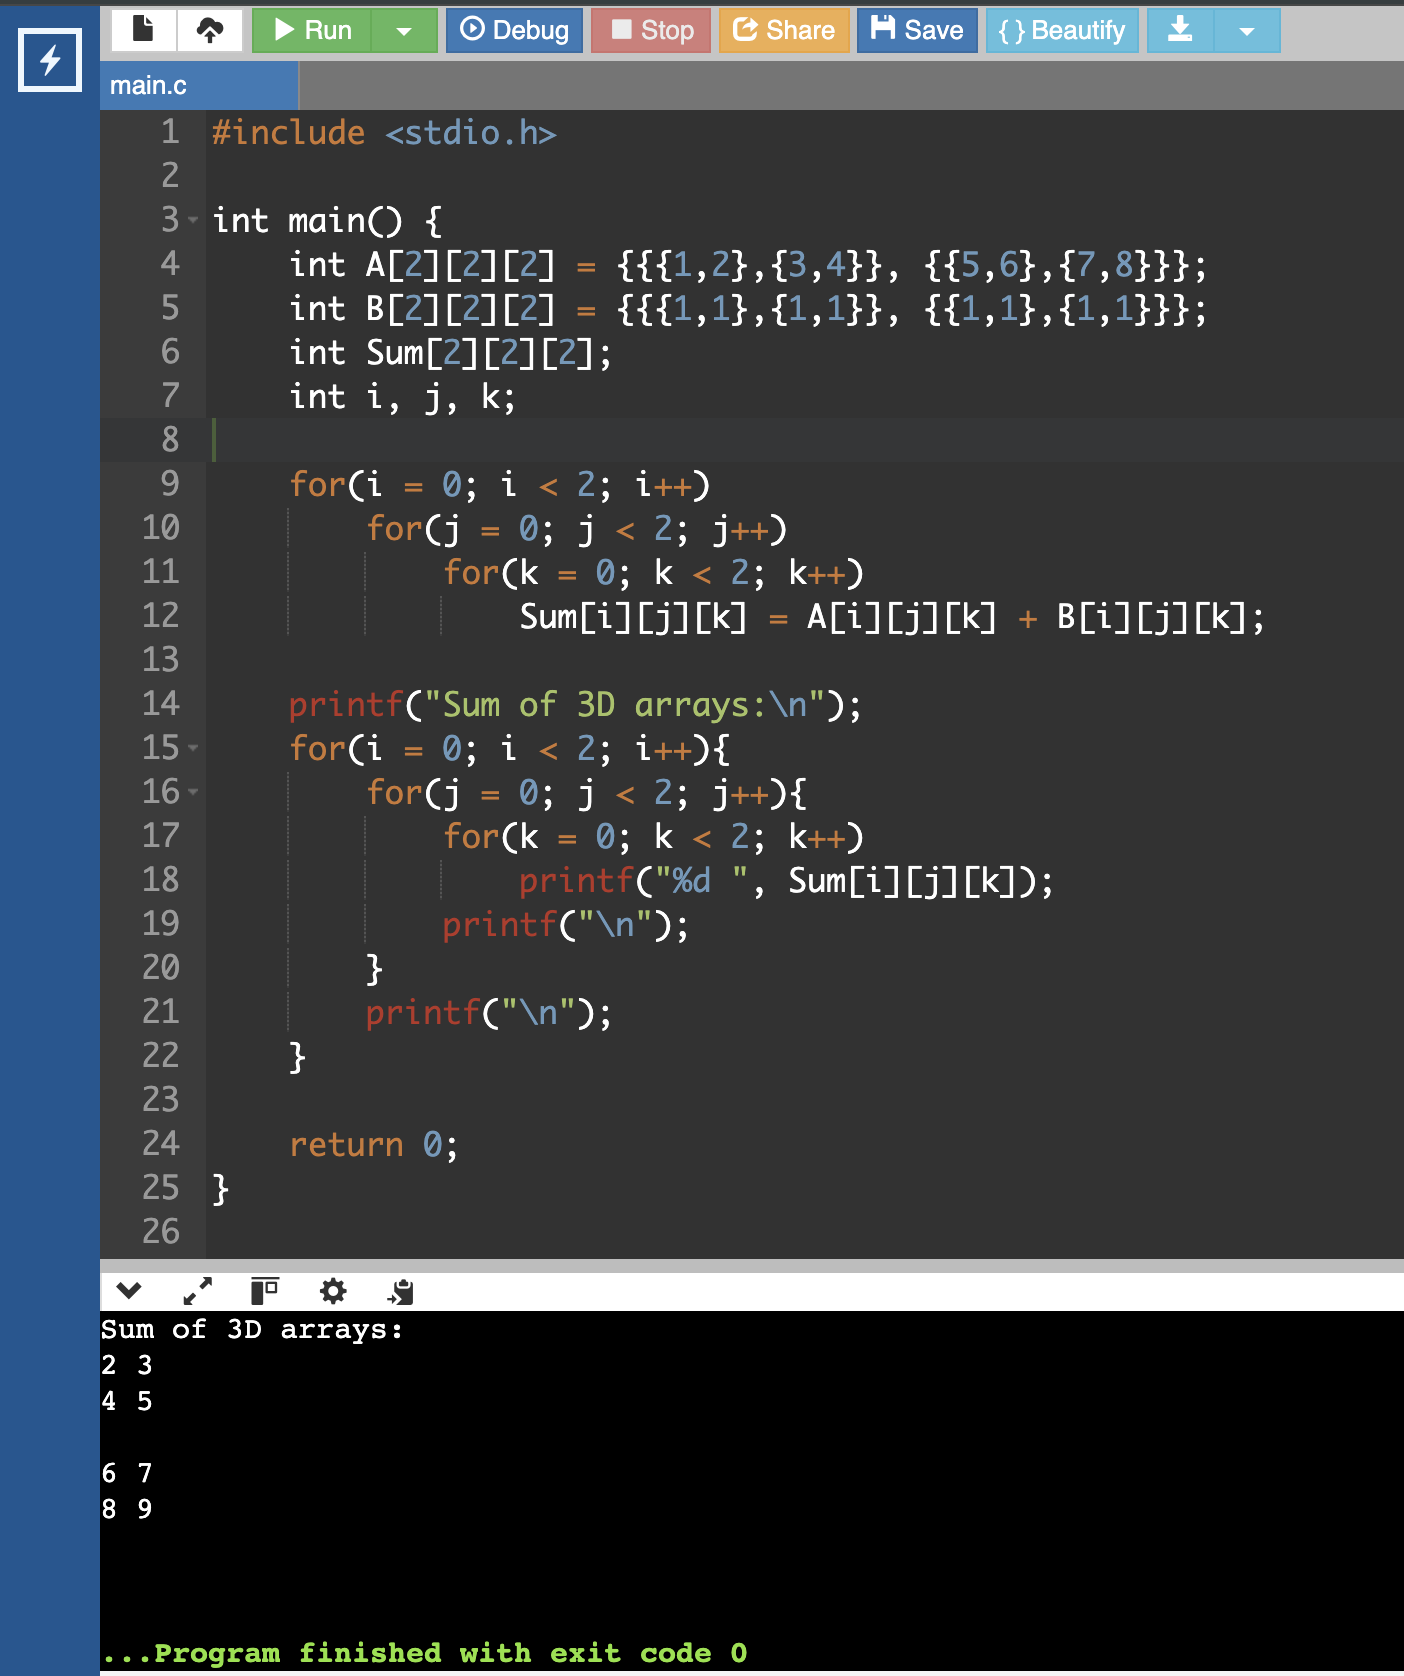 Run Debug Stop Share Save { } Beautify
main.c
1 #include <stdio.h>
2
3 int main() {
4     int A[2][2][2] = {{{1,2},{3,4}}, {{5,6},{7,8}}};
5     int B[2][2][2] = {{{1,1},{1,1}}, {{1,1},{1,1}}};
6     int Sum[2][2][2];
7     int i, j, k;
8
9     for(i = 0; i < 2; i++)
10         for(j = 0; j < 2; j++)
11             for(k = 0; k < 2; k++)
12                 Sum[i][j][k] = A[i][j][k] + B[i][j][k];
13
14     printf("Sum of 3D arrays:\n");
15     for(i = 0; i < 2; i++){
16         for(j = 0; j < 2; j++){
17             for(k = 0; k < 2; k++)
18                 printf("%d ", Sum[i][j][k]);
19             printf("\n");
20         }
21         printf("\n");
22     }
23
24     return 0;
25 }
26
Sum of 3D arrays:
2 3
4 5
6 7
8 9
...Program finished with exit code 0